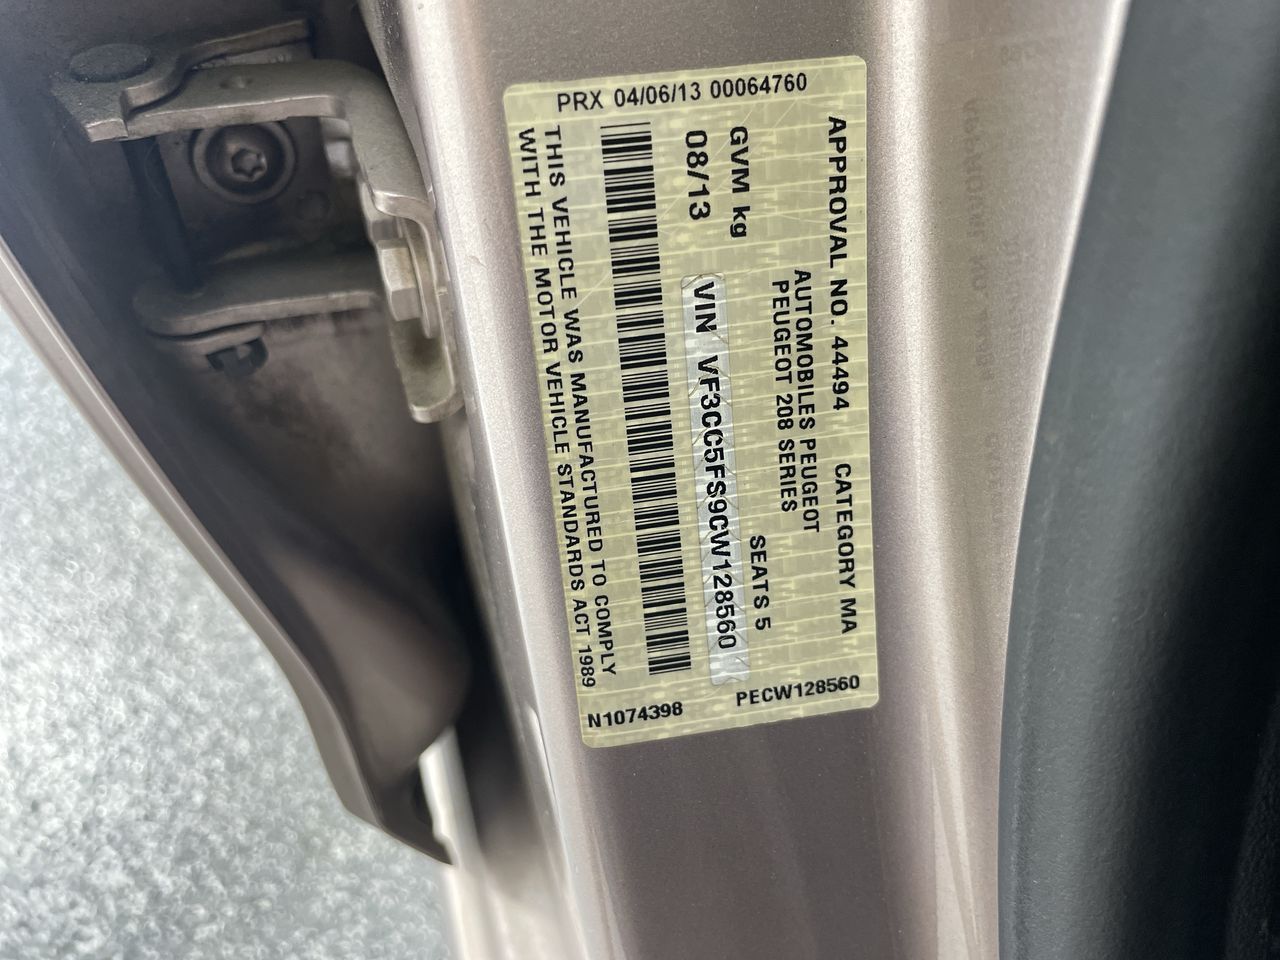 PRX 04/06/13 00064760
APPROVAL NO. 44494 CATEGORY MA
AUTOMOBILES PEUGEOT
PEUGEOT 208 SERIES
GVM kg SEATS 5
08/13 VIN VF3CC5FS9CW128560
THIS VEHICLE WAS MANUFACTURED TO COMPLY
WITH THE MOTOR VEHICLE STANDARDS ACT 1989
N1074398 PECW128560